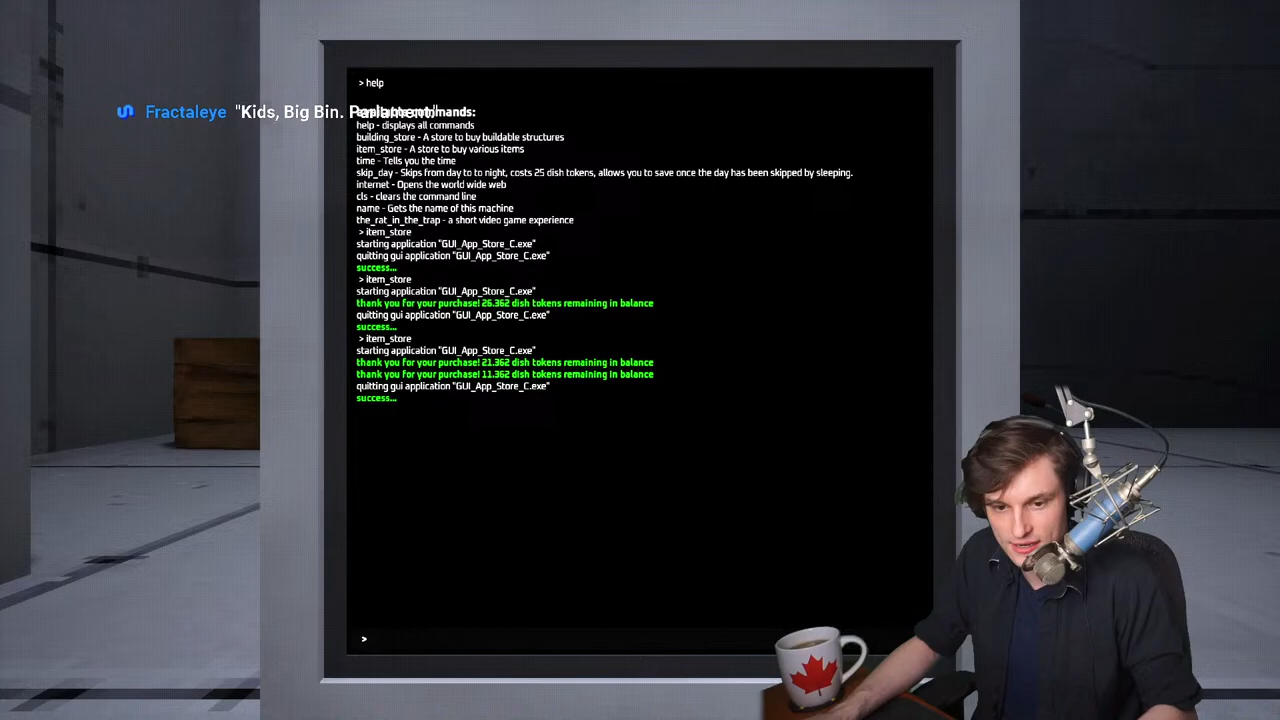 > help
Fractaleye "Kids, Big Bin. Parliament."
commands:
help - displays all commands
building_store - A store to buy buildable structures
item_store - A store to buy various items
time - Tells you the time
skip_day - Skips from day to to night, costs 25 dish tokens, allows you to save once the day has been skipped by sleeping.
internet - Opens the world wide web
cls - clears the command line
name - Gets the name of this machine
the_rat_in_the_trap - a short video game experience
> item_store
starting application "GUI_App_Store_C.exe"
quitting gui application "GUI_App_Store_C.exe"
success...
> item_store
starting application "GUI_App_Store_C.exe"
thank you for your purchase! 26.362 dish tokens remaining in balance
quitting gui application "GUI_App_Store_C.exe"
success...
> item_store
starting application "GUI_App_Store_C.exe"
thank you for your purchase! 21.362 dish tokens remaining in balance
thank you for your purchase! 11.362 dish tokens remaining in balance
quitting gui application "GUI_App_Store_C.exe"
success...
>